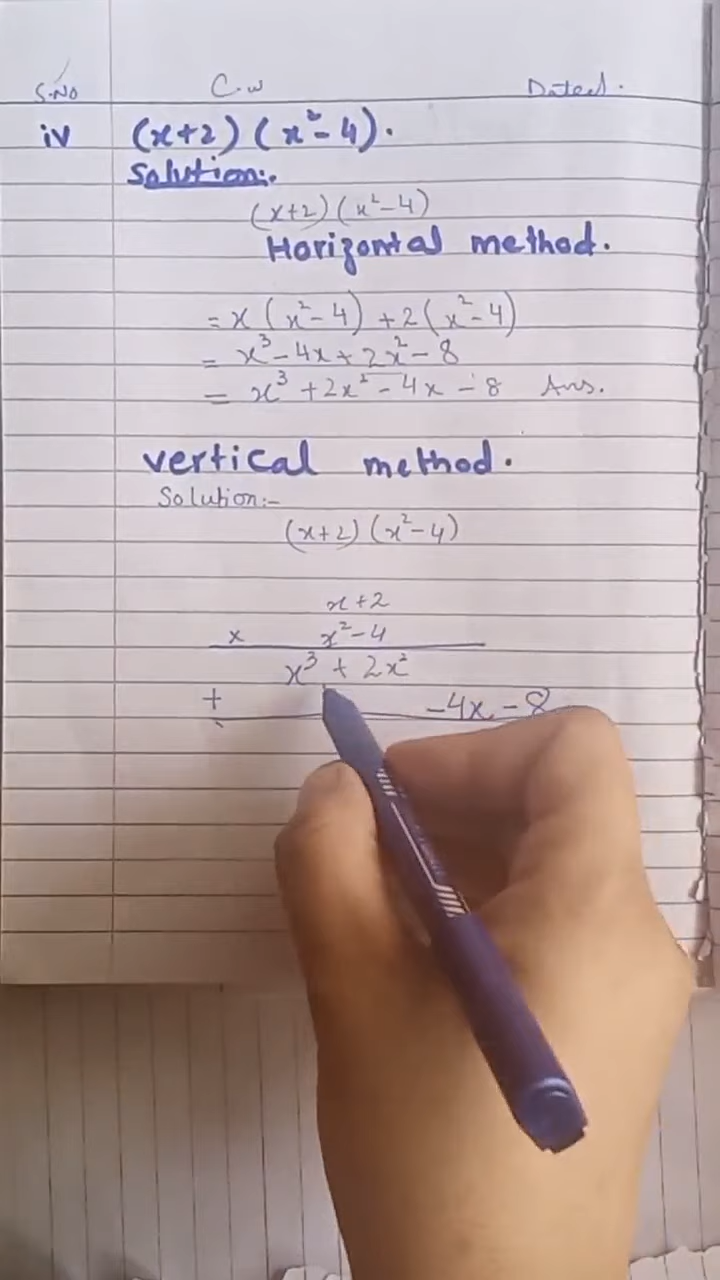 S.No C.w Dated.
iv (x+2) (x²-4).
Solution:.
(x+2) (x²-4)
Horizontal method.
= x (x²-4) +2(x²-4)
= x³-4x+2x²-8
= x³+2x²-4x-8 Ans.
vertical method.
Solution:-
(x+2) (x²-4)
x+2
x x²-4
x³ + 2x²
+ -4x-8